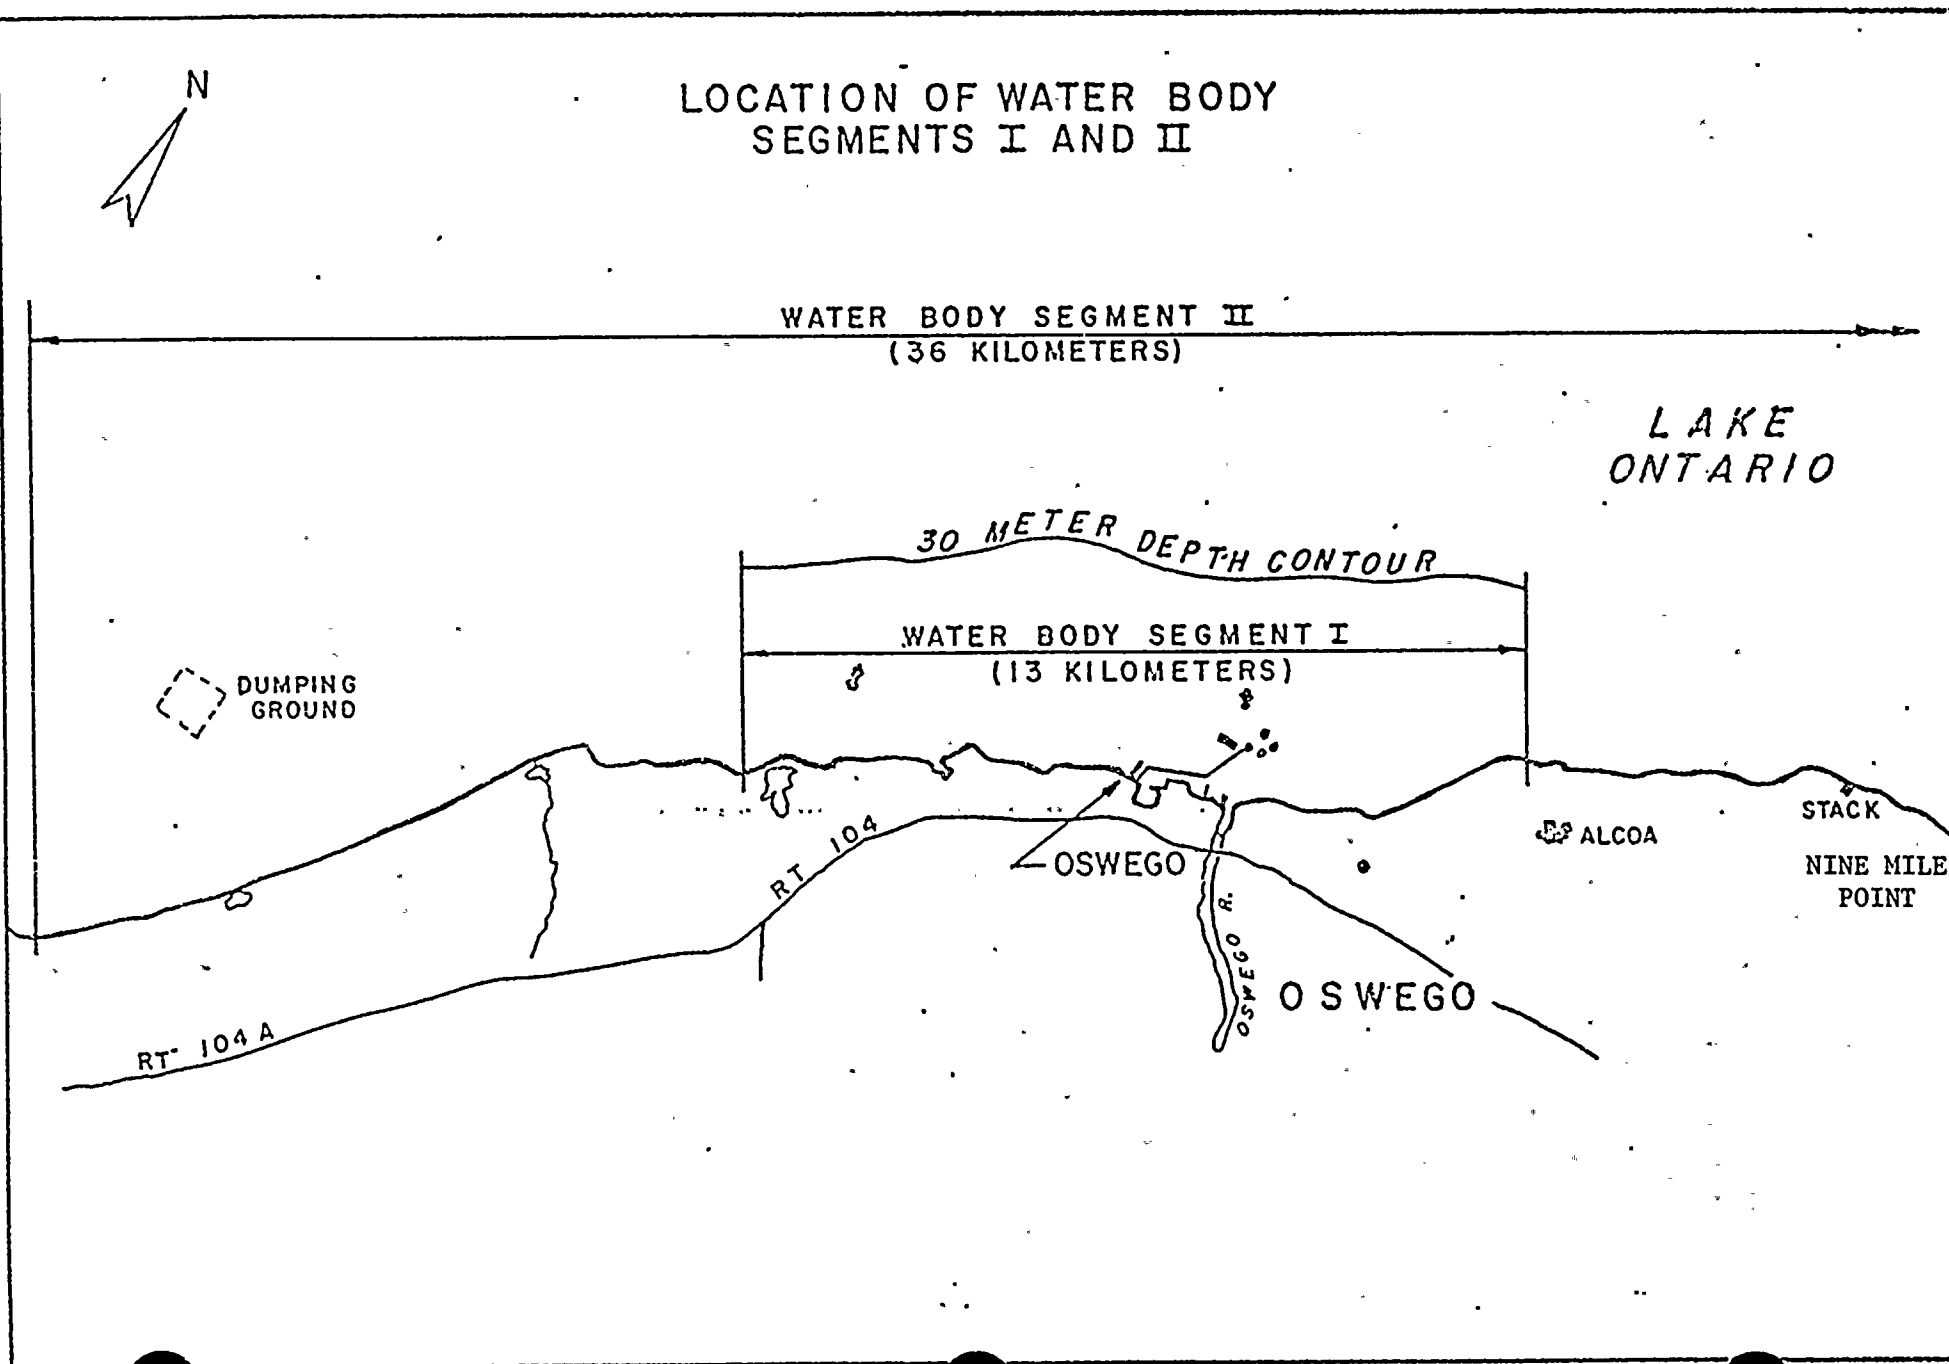 N
LOCATION OF WATER BODY
SEGMENTS I AND II
WATER BODY SEGMENT II
(36 KILOMETERS)
LAKE
ONTARIO
30 METER DEPTH CONTOUR
WATER BODY SEGMENT I
(13 KILOMETERS)
DUMPING
GROUND
STACK
ALCOA
NINE MILE
POINT
RT 104
OSWEGO
OSWEGO R.
OSWEGO
RT 104A